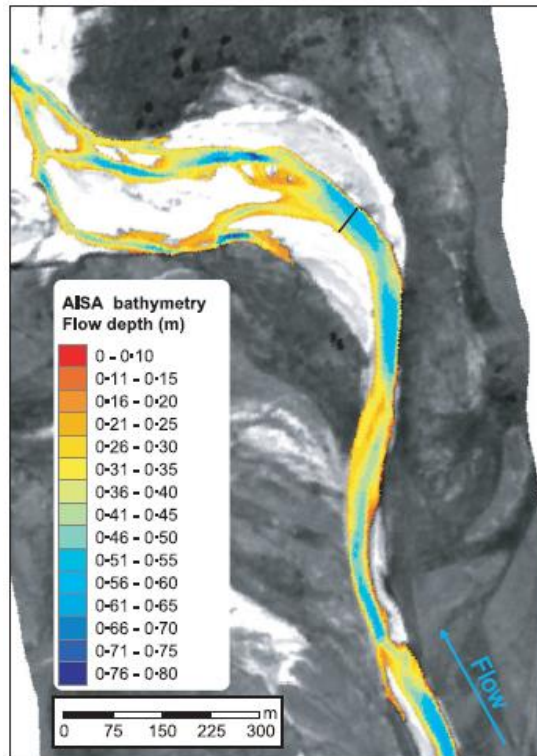 AISA bathymetry
Flow depth (m)
0 – 0·10
0·11 – 0·15
0·16 – 0·20
0·21 – 0·25
0·26 – 0·30
0·31 – 0·35
0·36 – 0·40
0·41 – 0·45
0·46 – 0·50
0·51 – 0·55
0·56 – 0·60
0·61 – 0·65
0·66 – 0·70
0·71 – 0·75
0·76 – 0·80
m
0 75 150 225 300
Flow